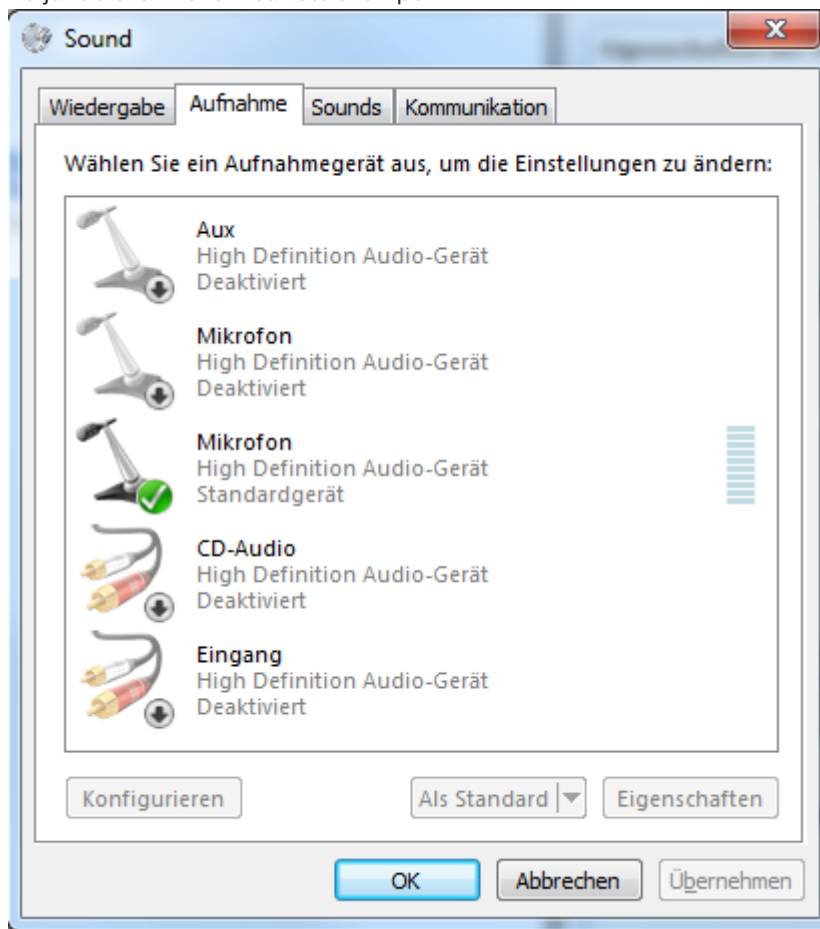 Sound
Wiedergabe Aufnahme Sounds Kommunikation
Wählen Sie ein Aufnahmegerät aus, um die Einstellungen zu ändern:
Aux
High Definition Audio-Gerät
Deaktiviert
Mikrofon
High Definition Audio-Gerät
Deaktiviert
Mikrofon
High Definition Audio-Gerät
Standardgerät
CD-Audio
High Definition Audio-Gerät
Deaktiviert
Eingang
High Definition Audio-Gerät
Deaktiviert
Konfigurieren Als Standard Eigenschaften
OK Abbrechen Übernehmen